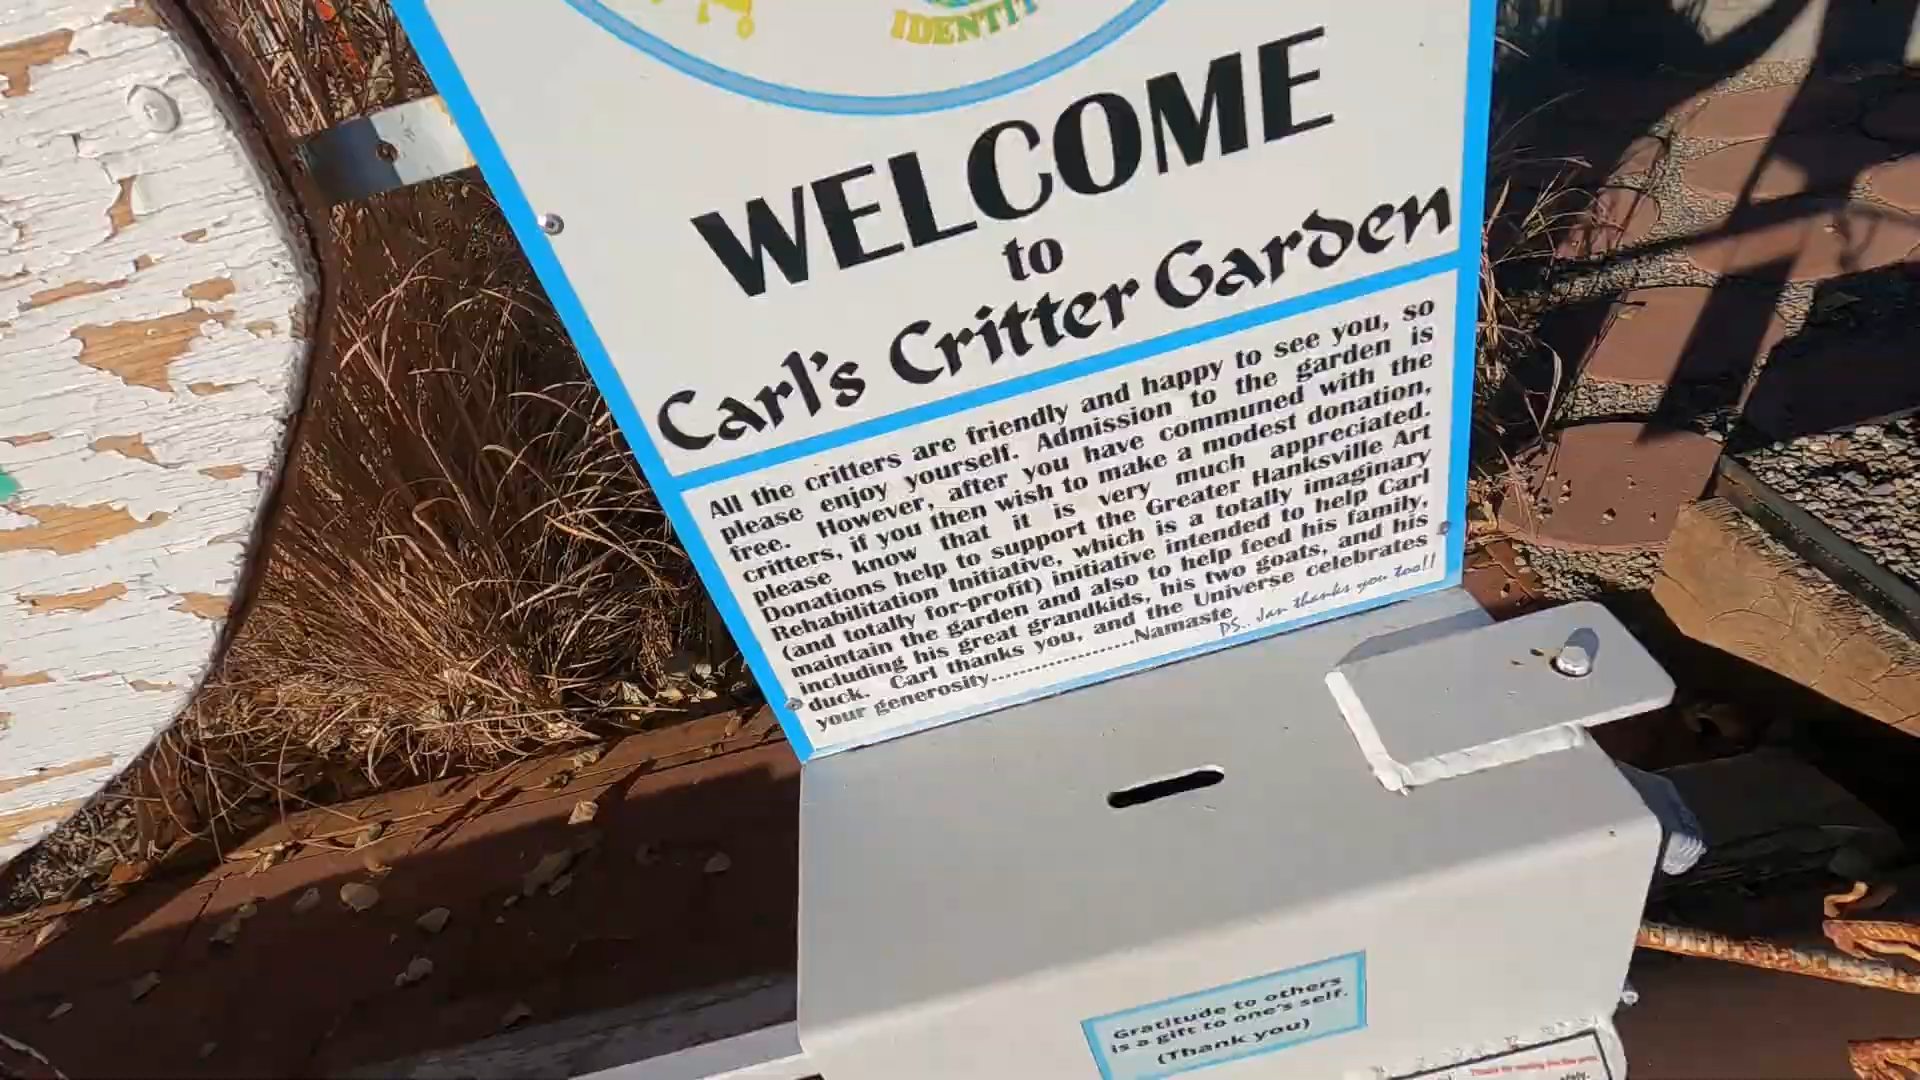 IDENTIT
WELCOME
to
Carl's Critter Garden
All the critters are friendly and happy to see you, so
please enjoy yourself. Admission to the garden is
free. However, after you have communed with the
critters, if you then wish to make a modest donation,
please know that it is very much appreciated.
Donations help to support the Greater Hanksville Art
Rehabilitation Initiative, which is a totally imaginary
(and totally for-profit) initiative intended to help Carl
maintain the garden and also to help feed his family,
including his great grandkids, his two goats, and his
duck. Carl thanks you, and the Universe celebrates
your generosity.....................Namaste
PS.. Jan thanks you too!!
Gratitude to others
is a gift to one's self.
(Thank you)